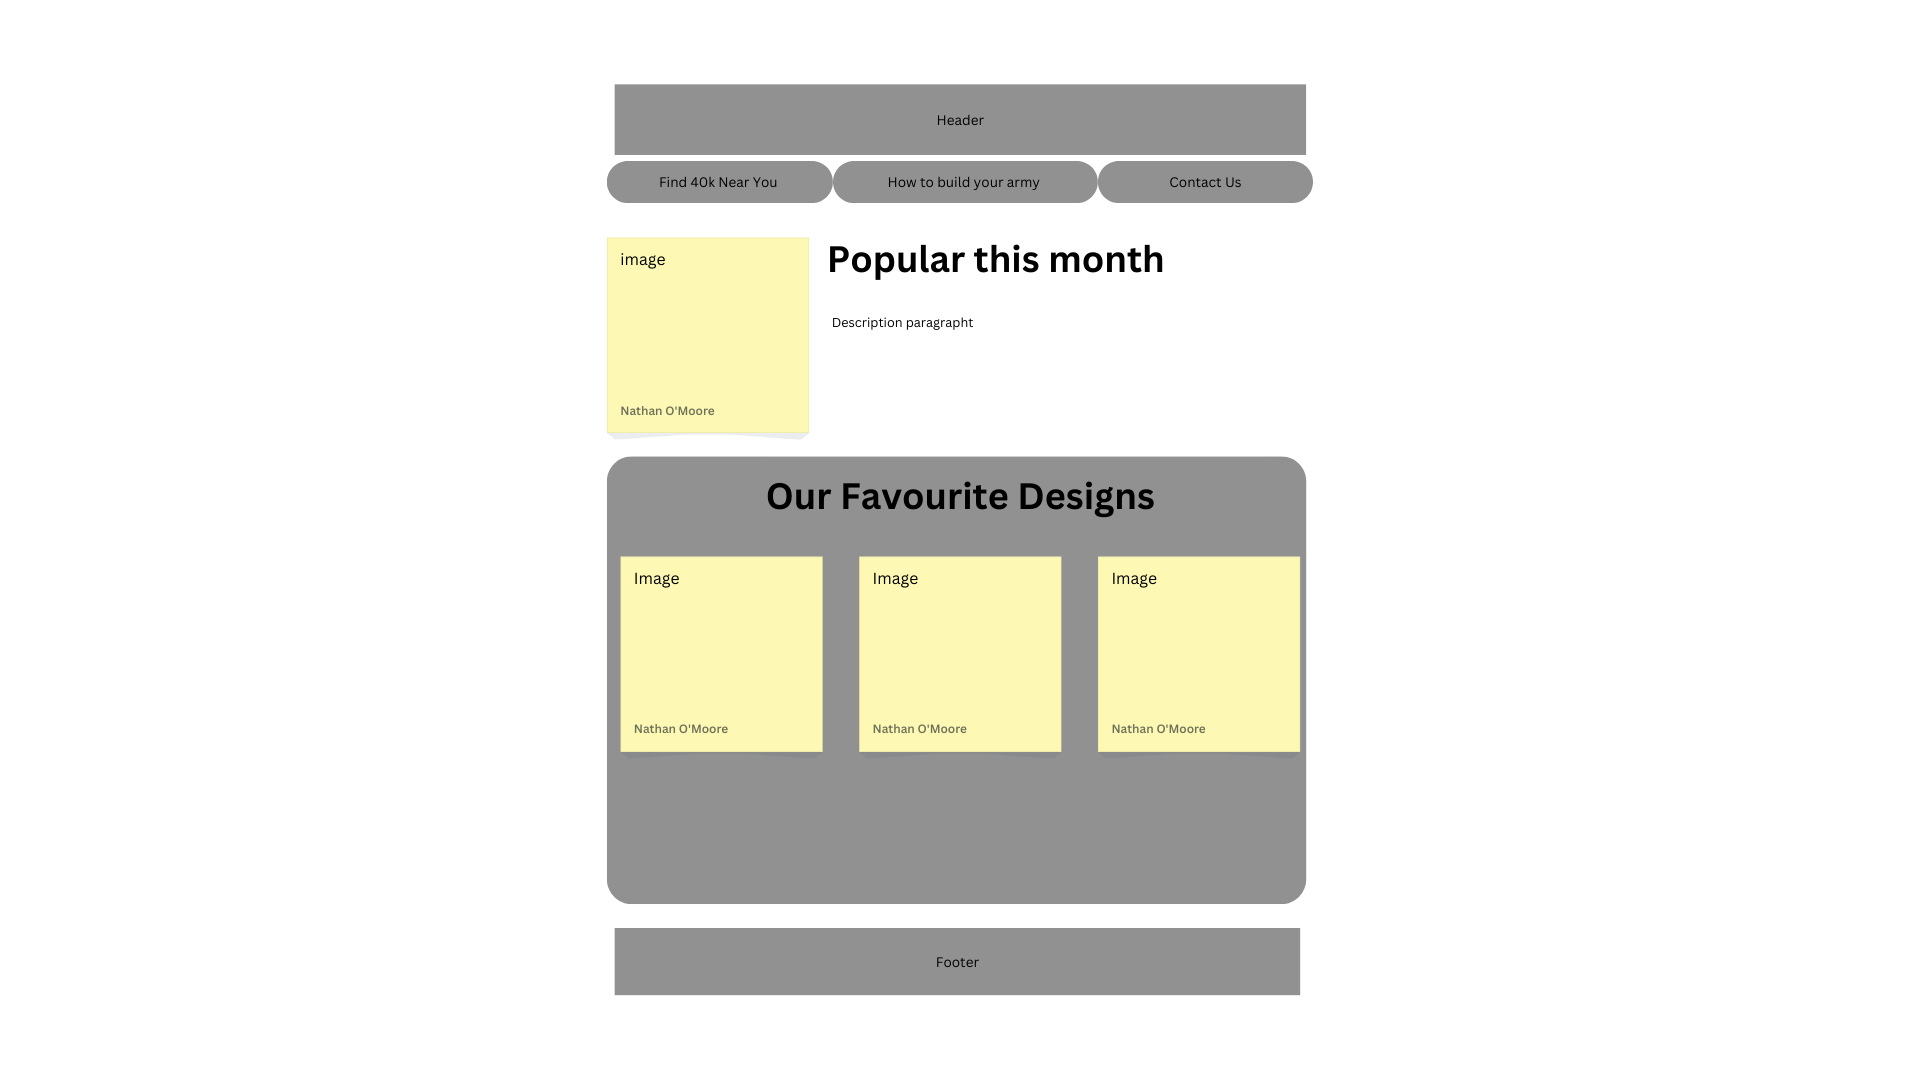 Header
Find 40k Near You
How to build your army
Contact Us
image
Nathan O'Moore
Popular this month
Description paragrapht
Our Favourite Designs
Image
Nathan O'Moore
Image
Nathan O'Moore
Image
Nathan O'Moore
Footer